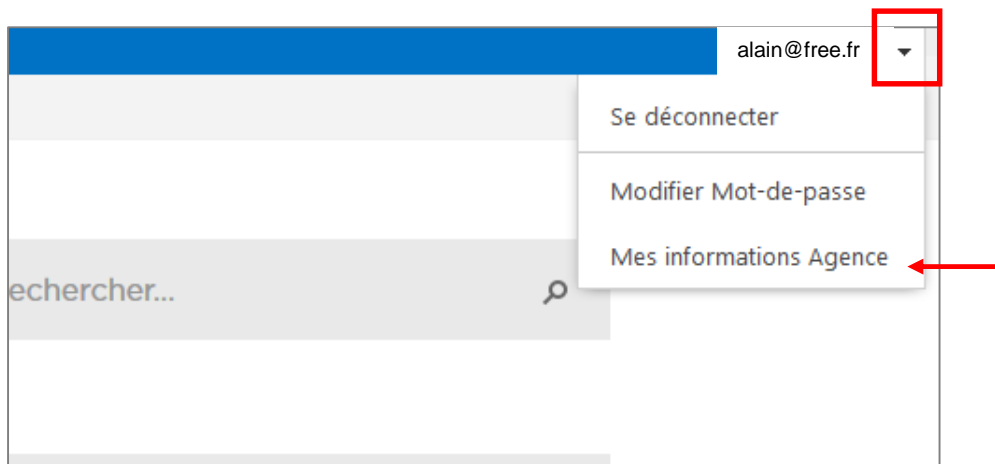 alain@free.fr
Se déconnecter
Modifier Mot-de-passe
Mes informations Agence
echercher...